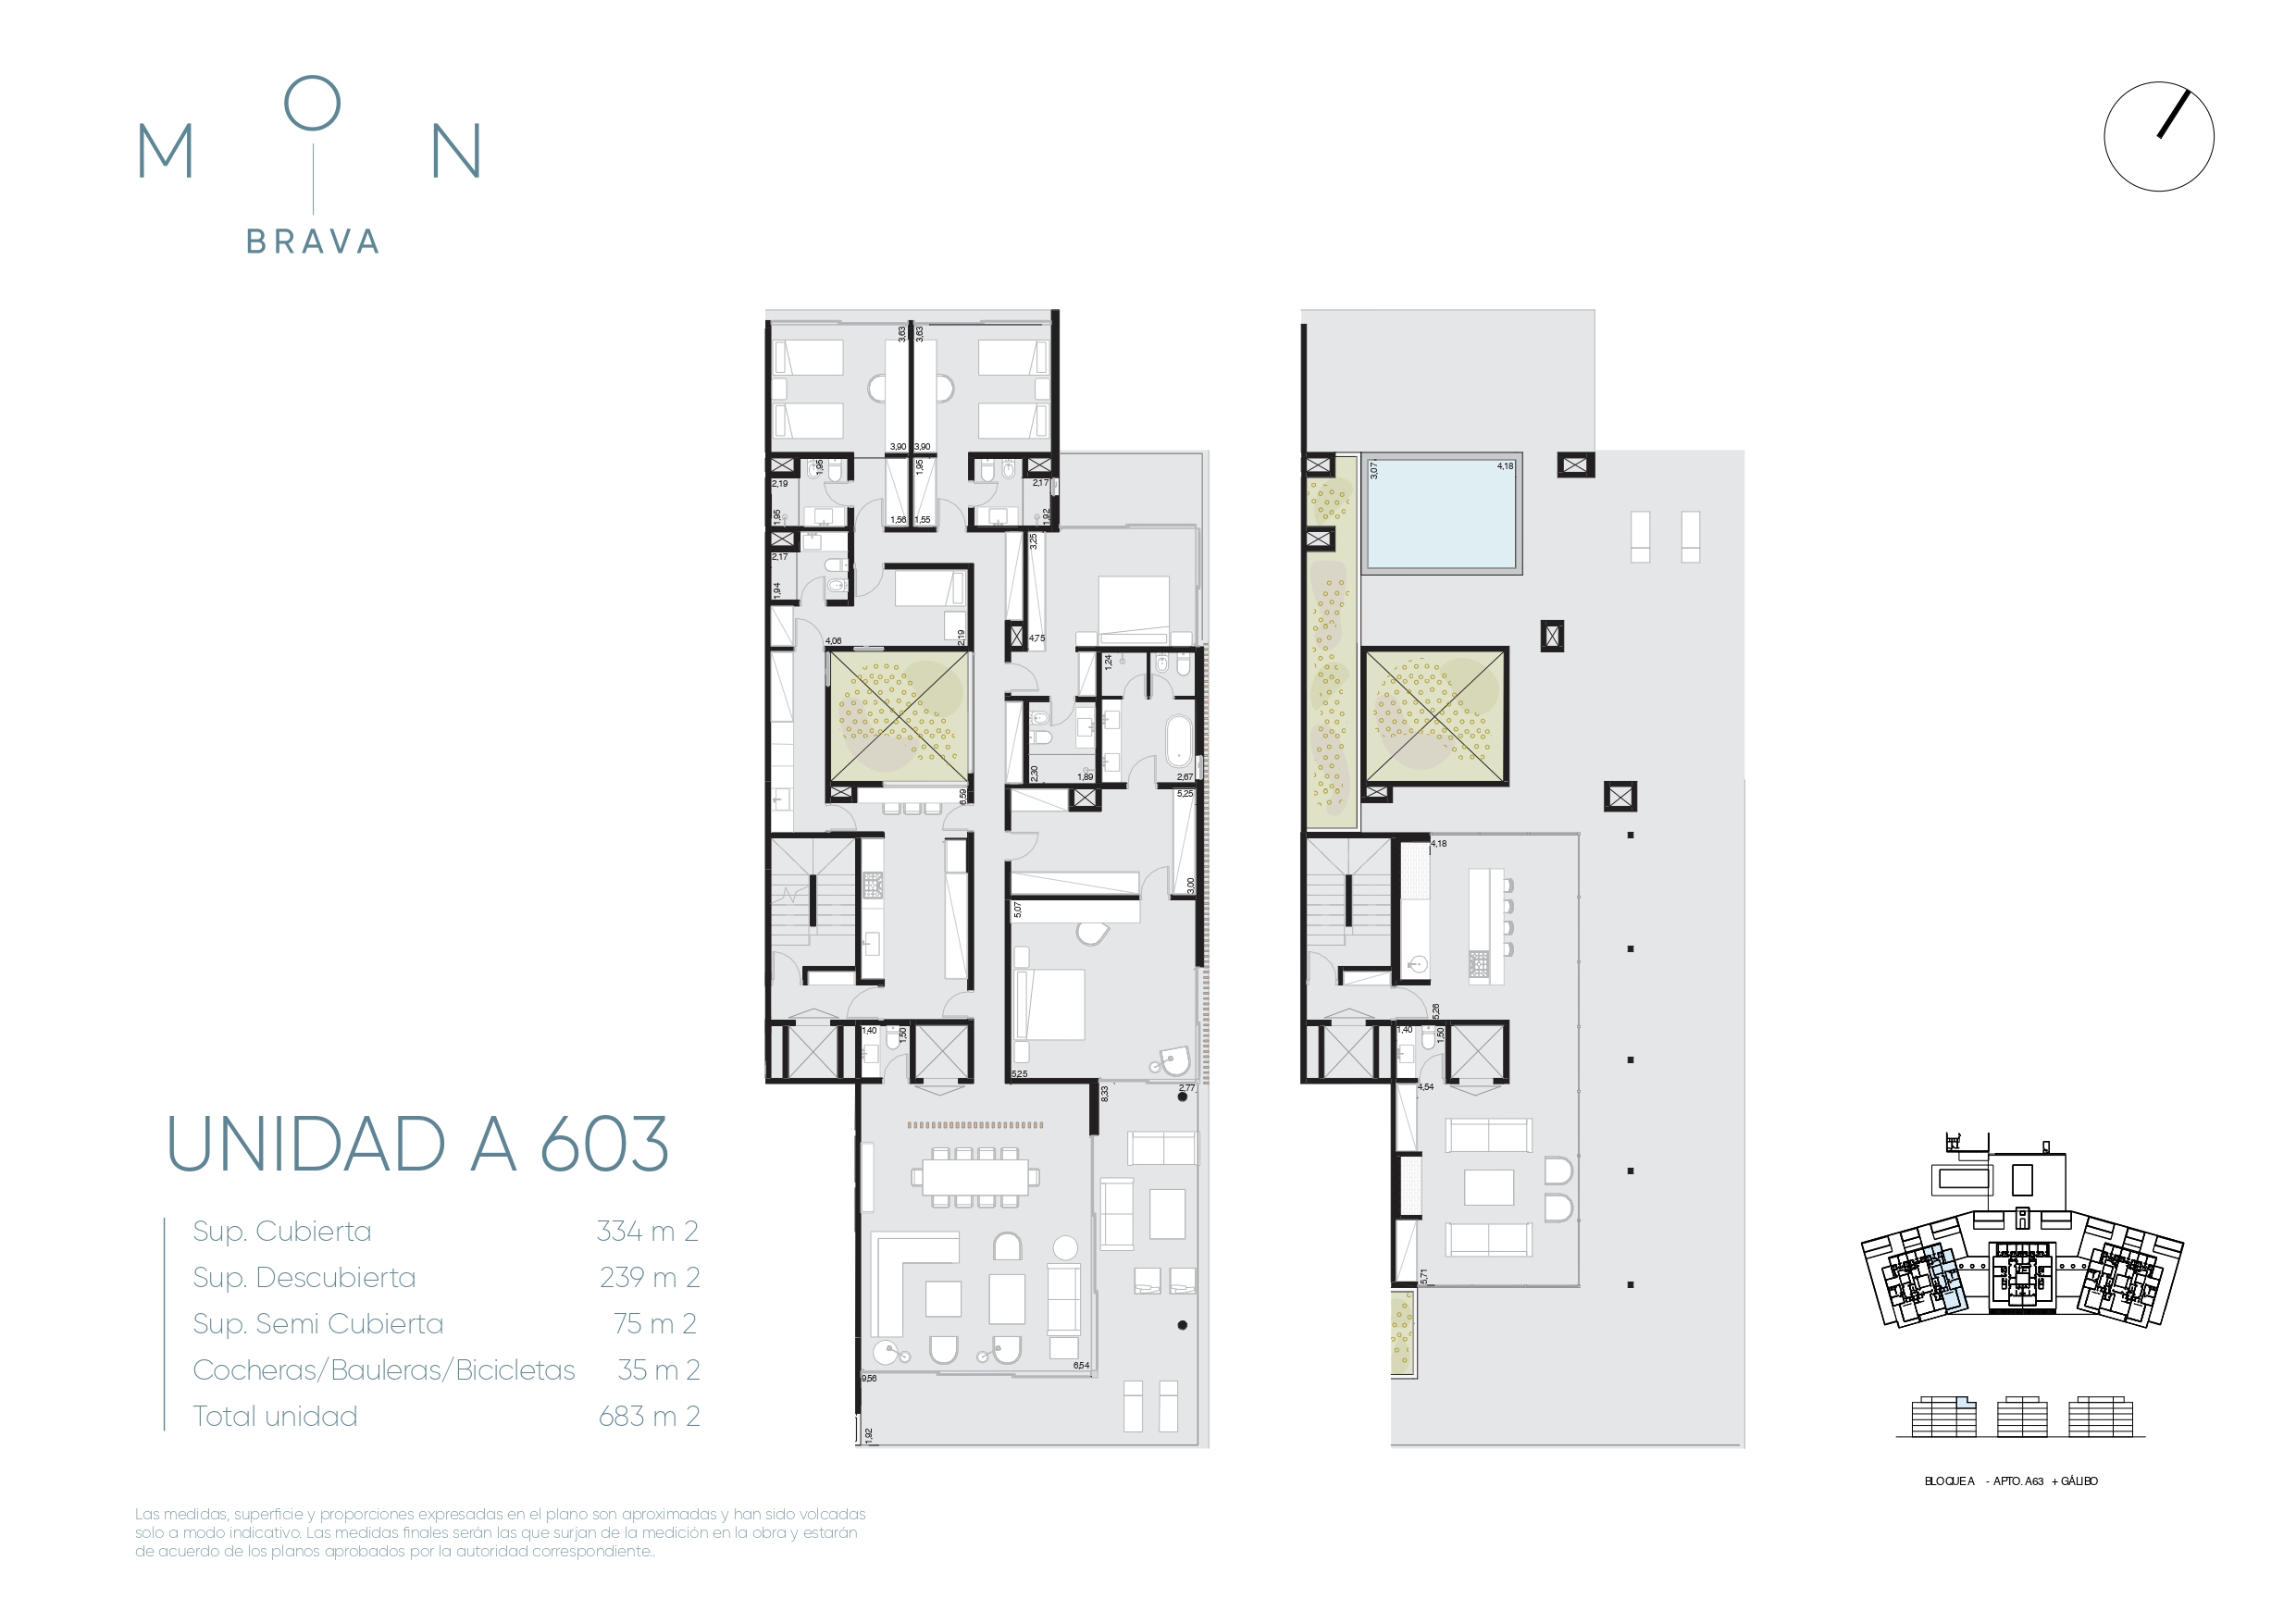 M O N
BRAVA
3,63 3,63
3,90 3,90
1,95 1,95
2,19 2,17
1,95 1,56 1,55 1,92
2,17 3,25
1,94
4,06 2,19 4,75
1,24
2,30 1,89 2,67
6,59 5,25
3,00
5,07
1,40 1,50
5,25 2,77
8,33
6,54
9,56
1,92
3,07 4,18
4,18
5,26
1,40 1,50
4,54
5,71
UNIDAD A 603
Sup. Cubierta 334 m 2
Sup. Descubierta 239 m 2
Sup. Semi Cubierta 75 m 2
Cocheras/Bauleras/Bicicletas 35 m 2
Total unidad 683 m 2
BLOQUE A - APTO. A63 + GÁLIBO
Las medidas, superficie y proporciones expresadas en el plano son aproximadas y han sido volcadas
solo a modo indicativo. Las medidas finales serán las que surjan de la medición en la obra y estarán
de acuerdo de los planos aprobados por la autoridad correspondiente..